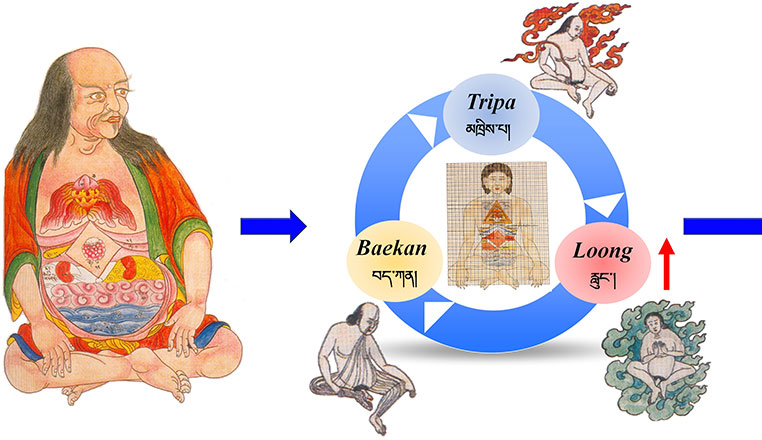 Tripa
མཁྲིས་པ།
Baekan
བད་ཀན།
Loong
རླུང་།